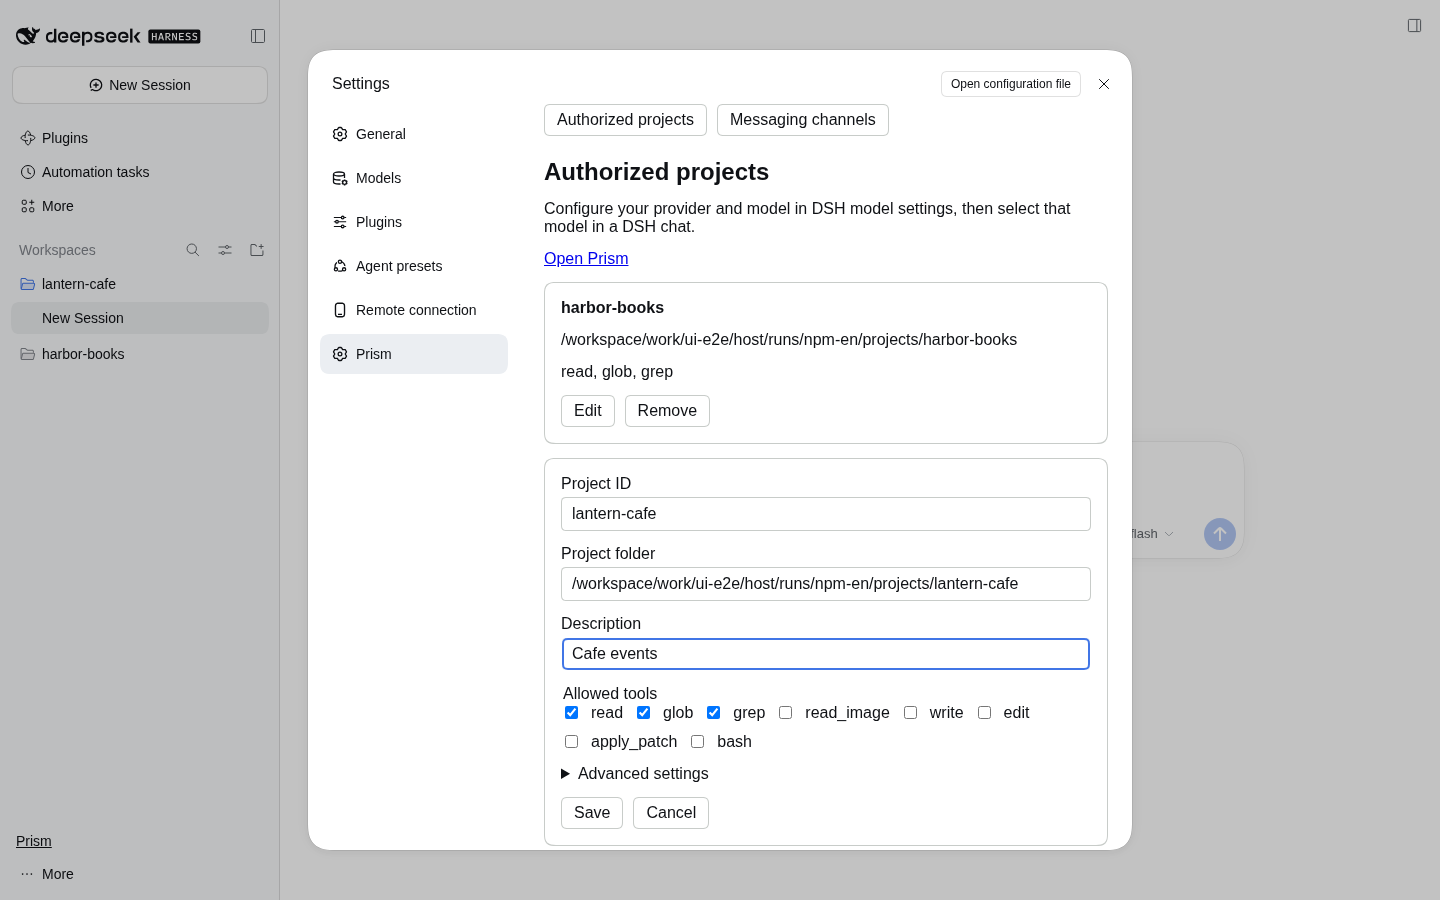 deepseek HARNESS
New Session
Plugins
Automation tasks
More
Workspaces
lantern-cafe
New Session
harbor-books
Prism
More
Settings
Open configuration file
General
Models
Plugins
Agent presets
Remote connection
Prism
Authorized projects
Messaging channels
Authorized projects
Configure your provider and model in DSH model settings, then select that
model in a DSH chat.
Open Prism
harbor-books
/workspace/work/ui-e2e/host/runs/npm-en/projects/harbor-books
read, glob, grep
Edit
Remove
Project ID
lantern-cafe
Project folder
/workspace/work/ui-e2e/host/runs/npm-en/projects/lantern-cafe
Description
Cafe events
Allowed tools
read glob grep read_image write edit
apply_patch bash
Advanced settings
Save
Cancel
flash